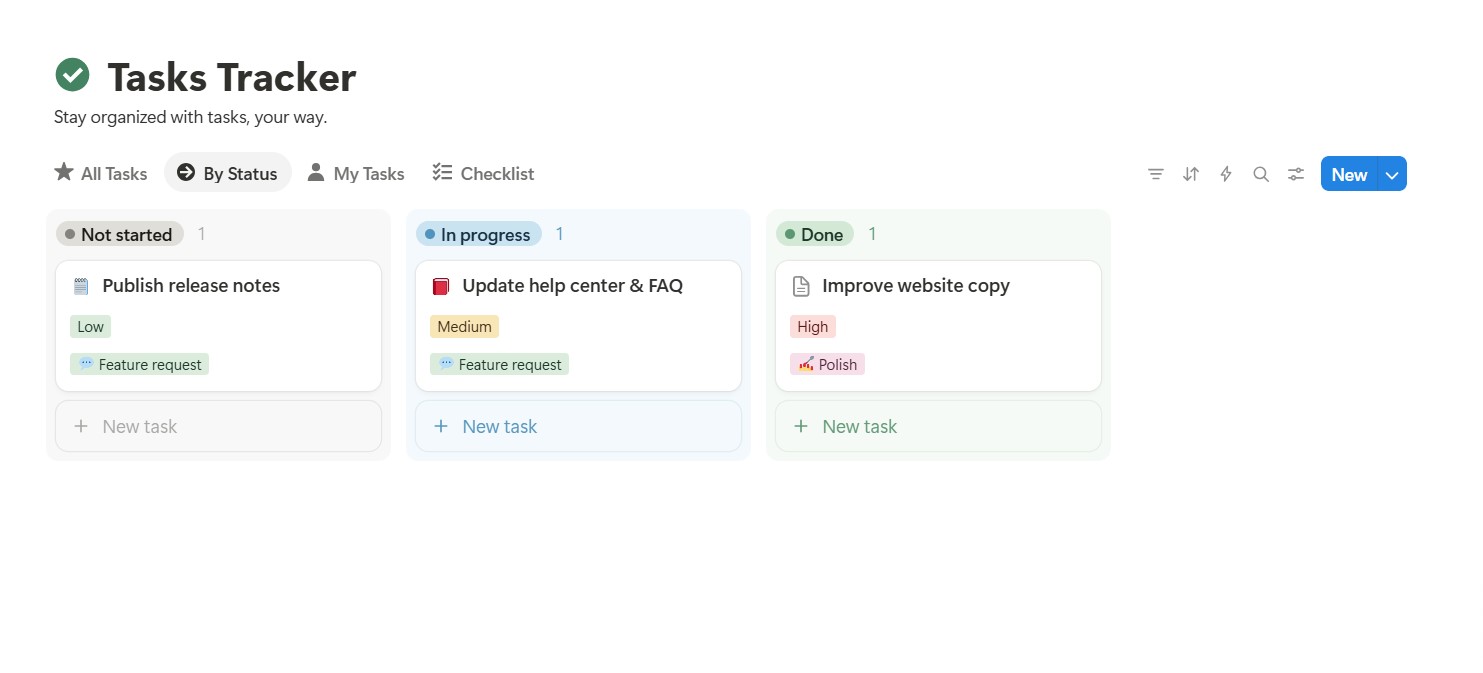 Tasks Tracker
Stay organized with tasks, your way.
All Tasks
By Status
My Tasks
Checklist
New
Not started 1
Publish release notes
Low
Feature request
New task
In progress 1
Update help center & FAQ
Medium
Feature request
New task
Done 1
Improve website copy
High
Polish
New task